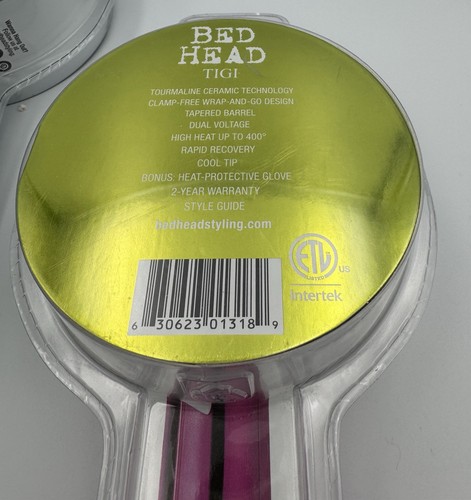 BED
HEAD
TIGI
TOURMALINE CERAMIC TECHNOLOGY
CLAMP-FREE WRAP-AND-GO DESIGN
TAPERED BARREL
DUAL VOLTAGE
HIGH HEAT UP TO 400°
RAPID RECOVERY
COOL TIP
BONUS: HEAT-PROTECTIVE GLOVE
2-YEAR WARRANTY
STYLE GUIDE
bedheadstyling.com
ETL
LISTED
US
Intertek
6 30623 01318 9